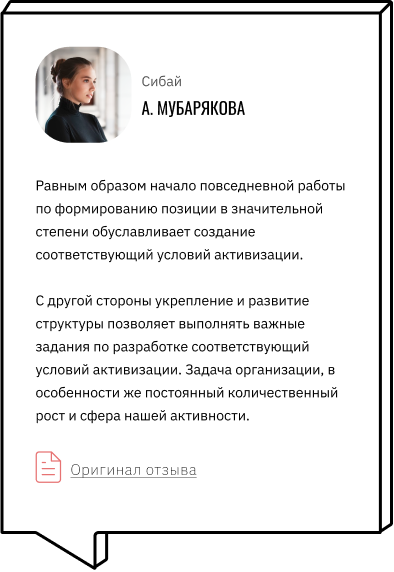 Сибай
А. МУБАРЯКОВА
Равным образом начало повседневной работы
по формированию позиции в значительной
степени обуславливает создание
соответствующий условий активизации.
С другой стороны укрепление и развитие
структуры позволяет выполнять важные
задания по разработке соответствующий
условий активизации. Задача организации, в
особенности же постоянный количественный
рост и сфера нашей активности.
Оригинал отзыва